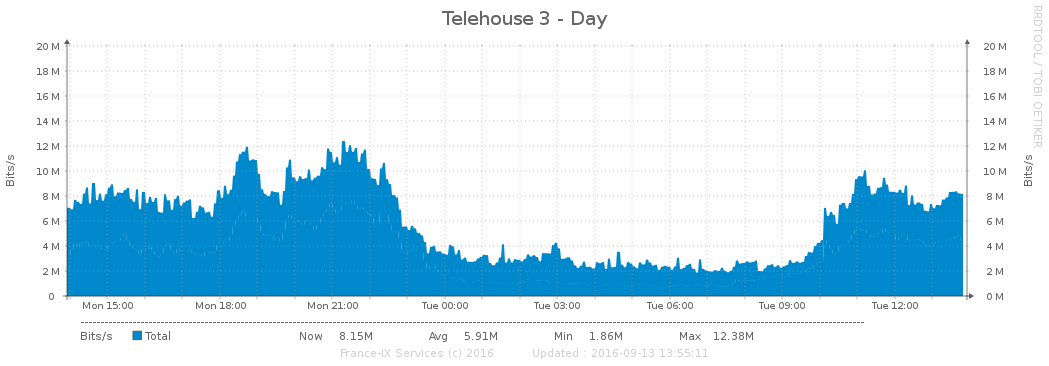 Telehouse 3 - Day
RRDTOOL / TOBI OETIKER
Bits/s
20 M 20 M
18 M 18 M
16 M 16 M
14 M 14 M
12 M 12 M
10 M 10 M
8 M 8 M
6 M 6 M
4 M 4 M
2 M 2 M
0 0 M
Bits/s
Mon 15:00 Mon 18:00 Mon 21:00 Tue 00:00 Tue 03:00 Tue 06:00 Tue 09:00 Tue 12:00
Bits/s Total Now 8.15M Avg 5.91M Min 1.86M Max 12.38M
France-IX Services (c) 2016 Updated : 2016-09-13 13:55:11